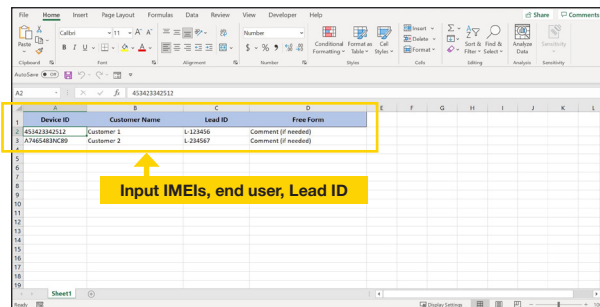 File Home Insert Page Layout Formulas Data Review View Developer Help Share Comments
Calibri 11 Number Insert
Paste Conditional Format as Cell Delete Sort & Find & Analyze Sensitivity
B I U $ % Formatting Table Styles Format Filter Select Data
Clipboard Font Alignment Number Styles Cells Editing Analysis Sensitivity
AutoSave Off
A2 fx 453423342512
A B C D E F G H I J K L
1 Device ID Customer Name Lead ID Free Form
2 453423342512 Customer 1 L-123456 Comment (if needed)
3 A7465483NC89 Customer 2 L-234567 Comment (if needed)
4
5
6
7
8
Input IMEIs, end user, Lead ID
9
10
11
12
13
14
15
16
17
18
19
Sheet1
Ready Display Settings